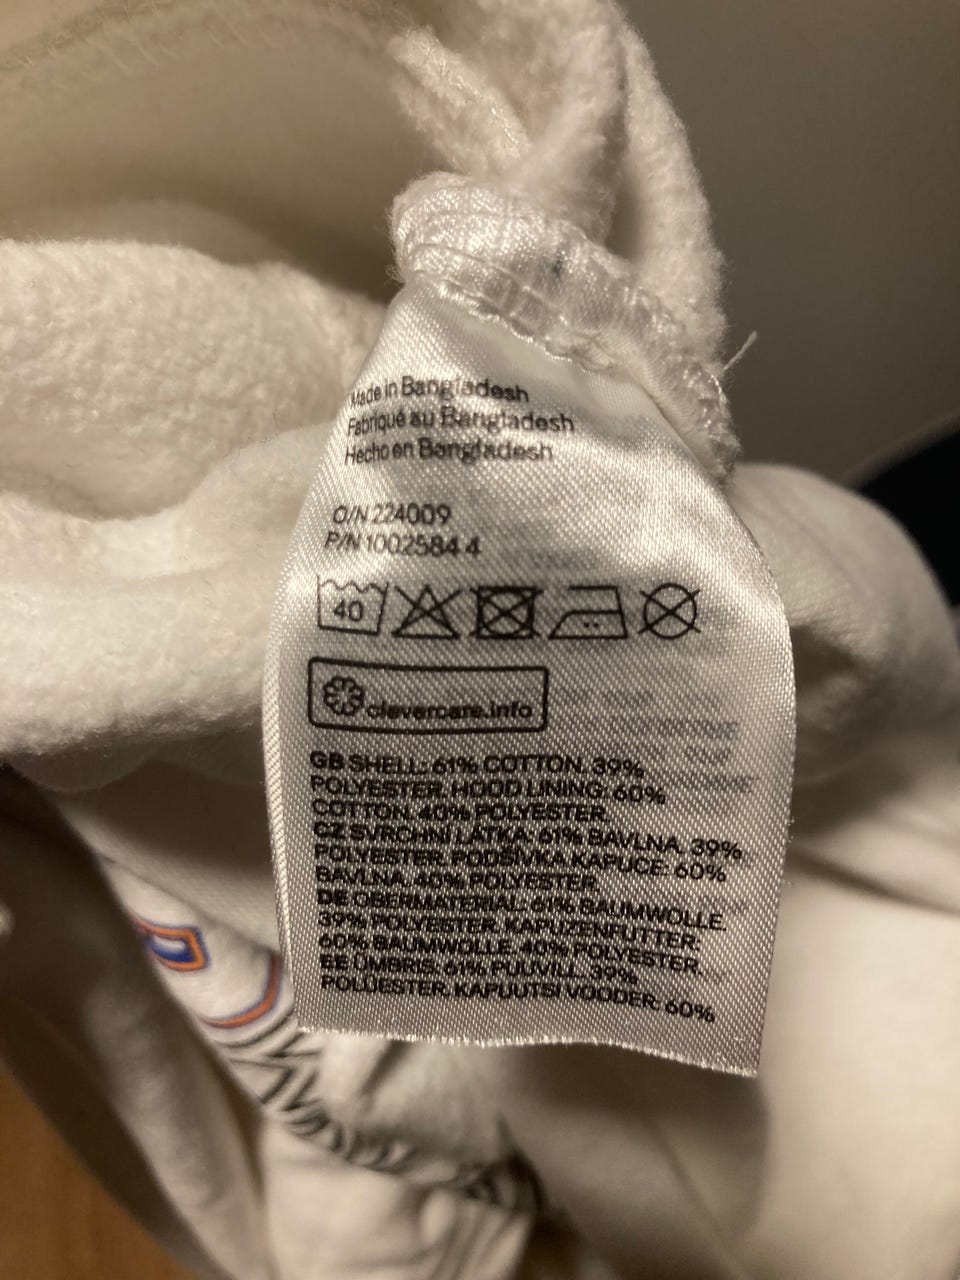 Made in Bangladesh
Fabriqué au Bangladesh
Hecho en Bangladesh
O/N 224009
P/N 10025844
40
clevercare.info
GB SHELL: 61% COTTON. 39%
POLYESTER. HOOD LINING: 60%
COTTON. 40% POLYESTER.
CZ SVRCHNÍ LÁTKA: 61% BAVLNA. 39%
POLYESTER. PODŠÍVKA KAPUCE: 60%
BAVLNA. 40% POLYESTER.
DE OBERMATERIAL: 61% BAUMWOLLE.
39% POLYESTER. KAPUZENFUTTER:
60% BAUMWOLLE. 40% POLYESTER.
EE ÜMBRIS: 61% PUUVILL. 39%
POLÜESTER. KAPUUTSI VOODER: 60%